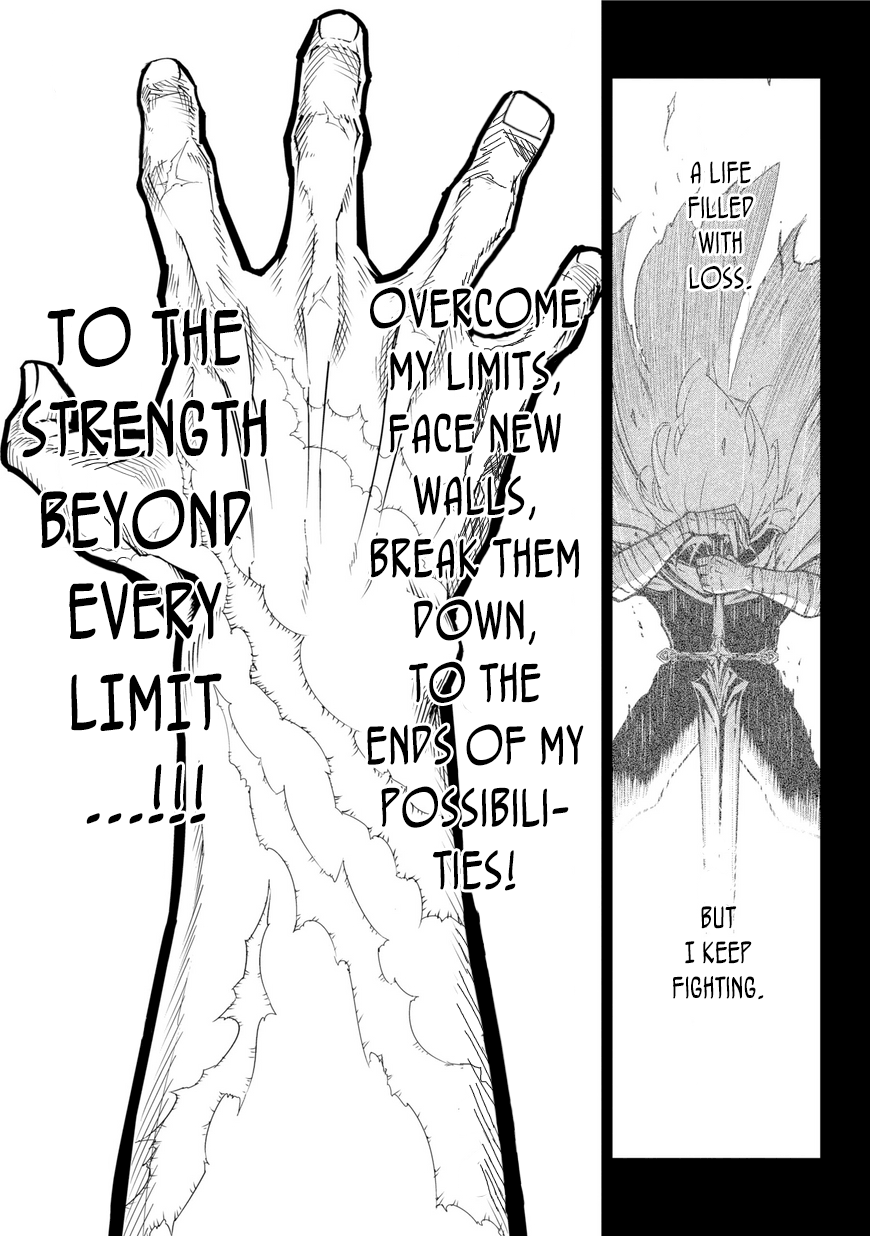 A LIFE
FILLED
WITH
LOSS.
BUT
I KEEP
FIGHTING.
OVERCOME
MY LIMITS,
FACE NEW
WALLS,
BREAK THEM
DOWN,
TO THE
ENDS OF MY
POSSIBILI-
TIES!
TO THE
STRENGTH
BEYOND
EVERY
LIMIT
...!!!